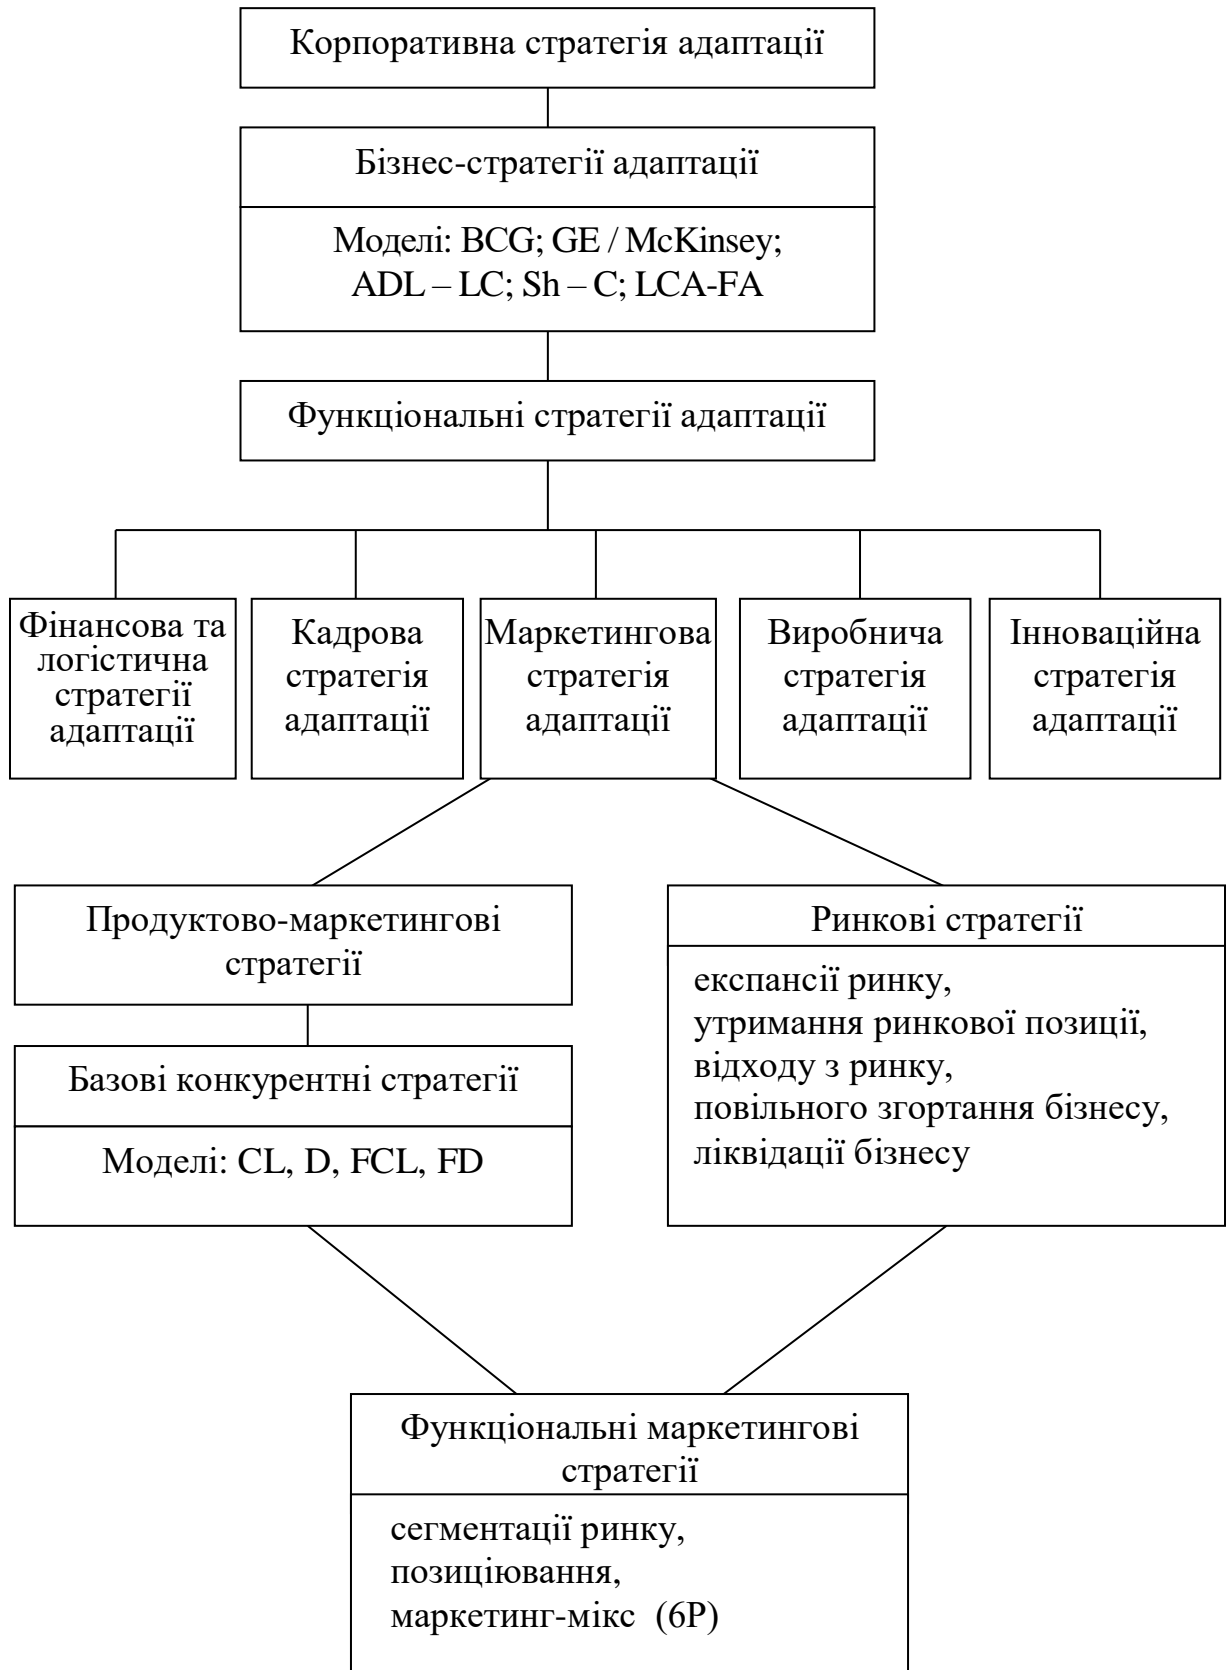 Корпоративна стратегія адаптації
Бізнес-стратегії адаптації
Моделі: BCG; GE / McKinsey;
ADL – LC; Sh – C; LCA-FA
Функціональні стратегії адаптації
Фінансова та
логістична
стратегії
адаптації
Кадрова
стратегія
адаптації
Маркетингова
стратегія
адаптації
Виробнича
стратегія
адаптації
Інноваційна
стратегія
адаптації
Продуктово-маркетингові
стратегії
Базові конкурентні стратегії
Моделі: CL, D, FCL, FD
Ринкові стратегії
експансії ринку,
утримання ринкової позиції,
відходу з ринку,
повільного згортання бізнесу,
ліквідації бізнесу
Функціональні маркетингові
стратегії
сегментації ринку,
позиціювання,
маркетинг-мікс (6Р)